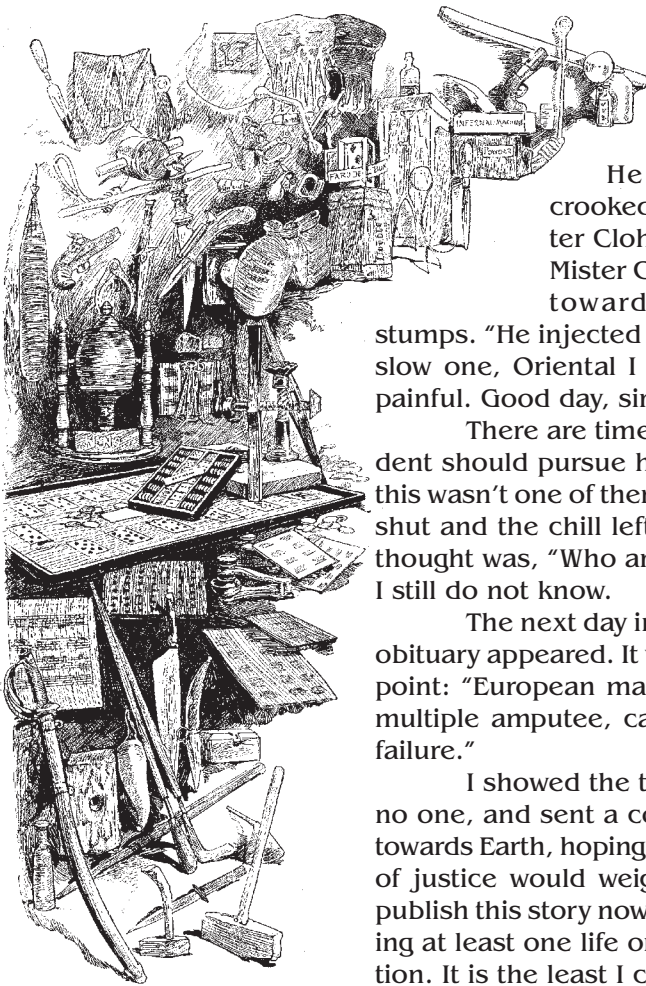 INFERNAL MACHINE
POWDER
FARO DE
He
crooked
ter Cloh
Mister C
toward
stumps. “He injected
slow one, Oriental I
painful. Good day, sir
There are time
dent should pursue h
this wasn’t one of ther
shut and the chill left
thought was, “Who ar
I still do not know.
The next day in
obituary appeared. It
point: “European ma
multiple amputee, ca
failure.”
I showed the t
no one, and sent a co
towards Earth, hoping
of justice would weig
publish this story now
ing at least one life or
tion. It is the least I c